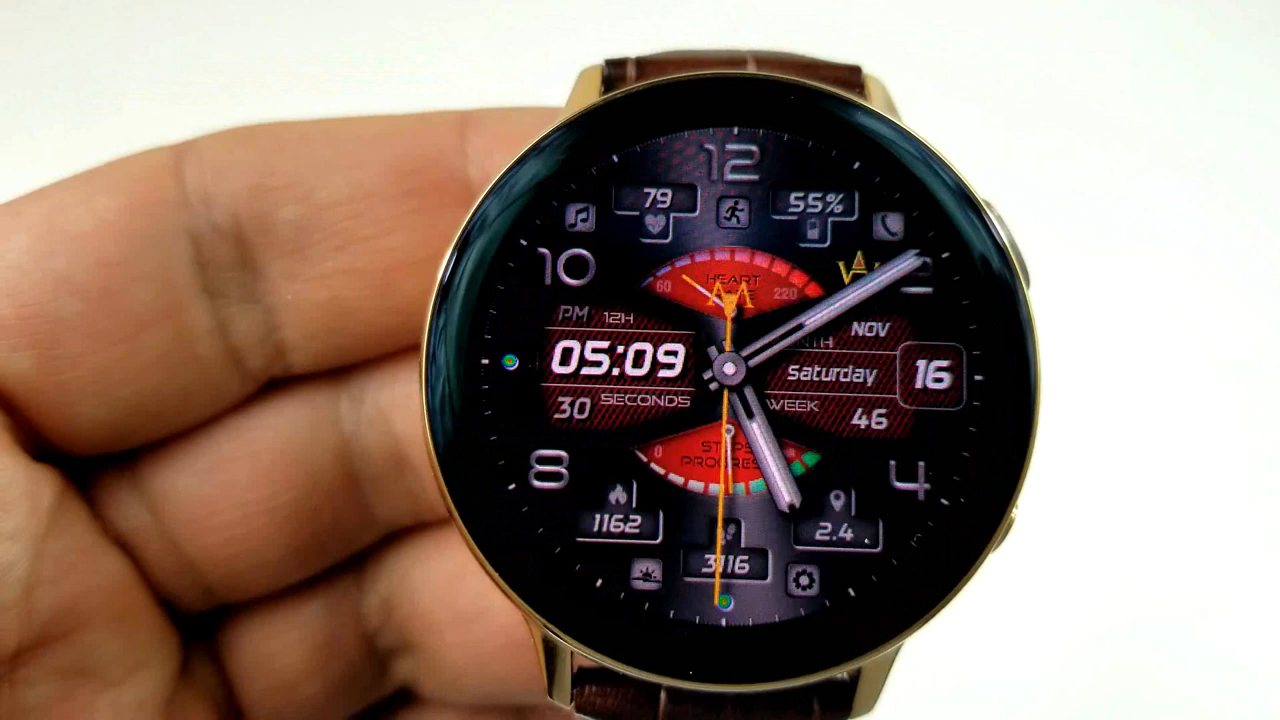 12
79
55%
10
HEART
60
220
PM 12H
NOV
05:09
Saturday
16
30 SECONDS
WEEK
46
0
8
4
1162
2.4
3116